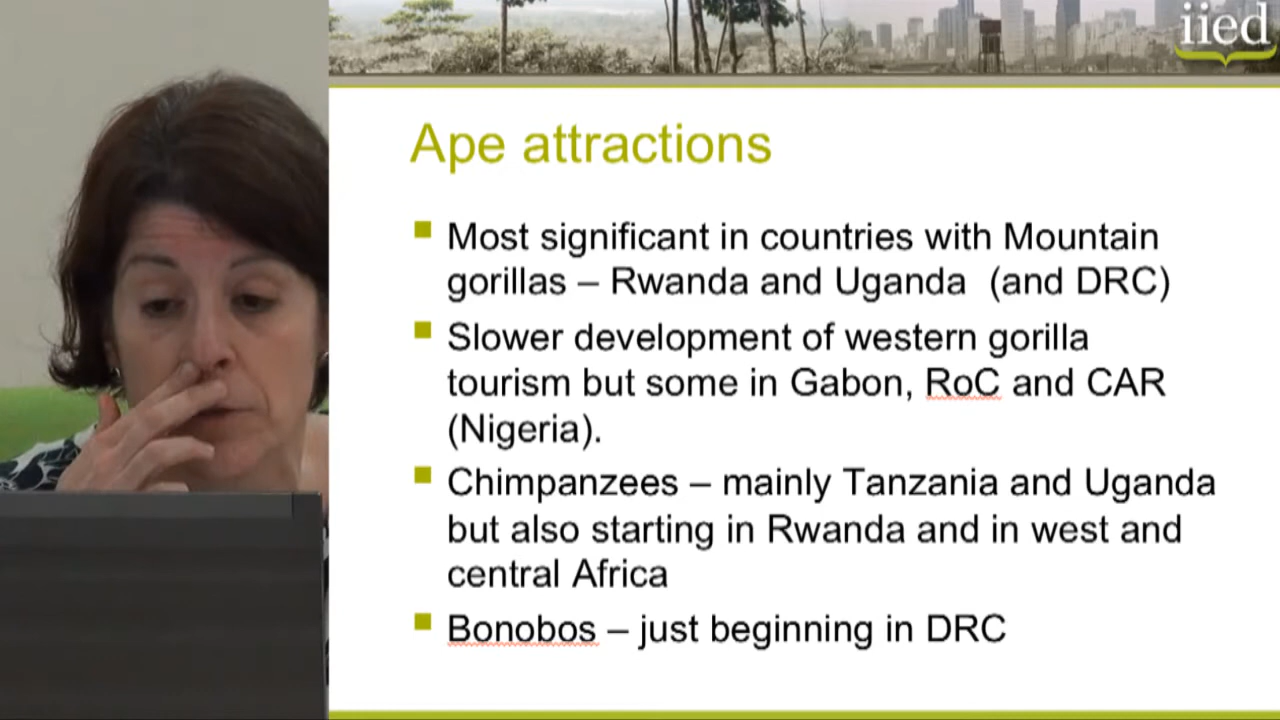 iied
Ape attractions
Most significant in countries with Mountain
gorillas – Rwanda and Uganda (and DRC)
Slower development of western gorilla
tourism but some in Gabon, RoC and CAR
(Nigeria).
Chimpanzees – mainly Tanzania and Uganda
but also starting in Rwanda and in west and
central Africa
Bonobos – just beginning in DRC